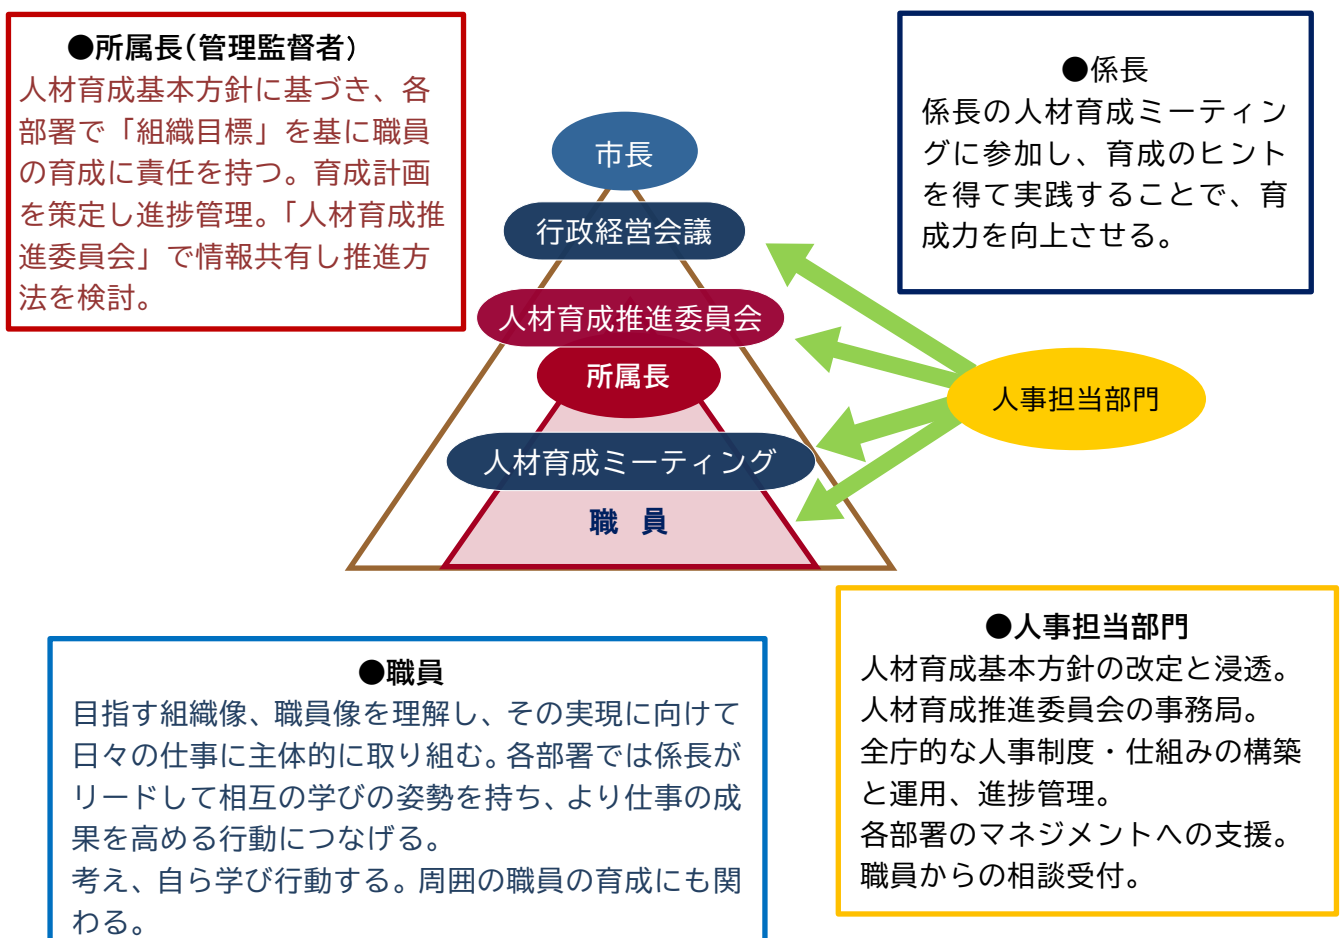 ●所属長(管理監督者)
人材育成基本方針に基づき、各
部署で「組織目標」を基に職員
の育成に責任を持つ。育成計画
を策定し進捗管理。「人材育成推
進委員会」で情報共有し推進方
法を検討。
●係長
係長の人材育成ミーティン
グに参加し、育成のヒント
を得て実践することで、育
成力を向上させる。
市長
行政経営会議
人材育成推進委員会
所属長
人材育成ミーティング
職 員
人事担当部門
●職員
目指す組織像、職員像を理解し、その実現に向けて
日々の仕事に主体的に取り組む。各部署では係長が
リードして相互の学びの姿勢を持ち、より仕事の成
果を高める行動につなげる。
考え、自ら学び行動する。周囲の職員の育成にも関
わる。
●人事担当部門
人材育成基本方針の改定と浸透。
人材育成推進委員会の事務局。
全庁的な人事制度・仕組みの構築
と運用、進捗管理。
各部署のマネジメントへの支援。
職員からの相談受付。